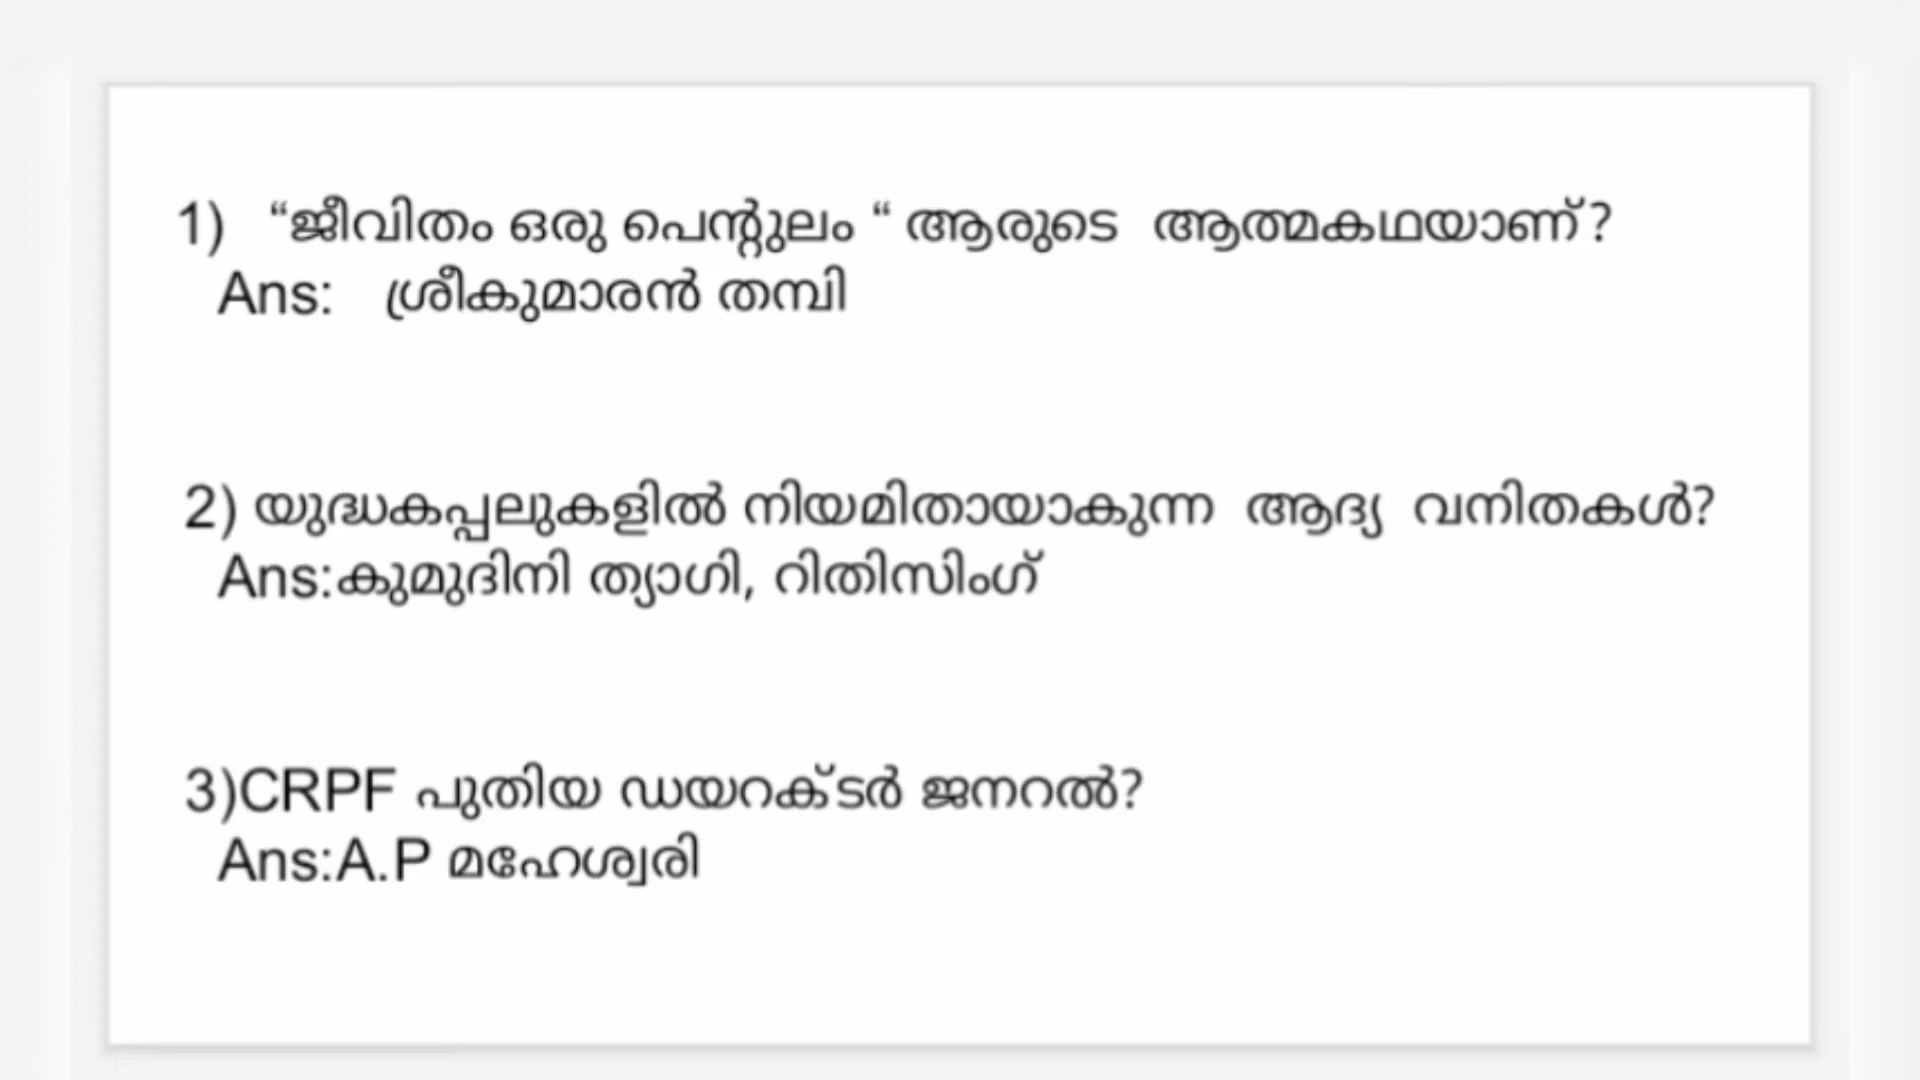 1) “ജീവിതം ഒരു പെന്റുലം “ ആരുടെ ആത്മകഥയാണ്?
Ans: ശ്രീകുമാരൻ തമ്പി
2) യുദ്ധകപ്പലുകളിൽ നിയമിതായാകുന്ന ആദ്യ വനിതകൾ?
Ans:കുമുദിനി ത്യാഗി, റിതിസിംഗ്
3)CRPF പുതിയ ഡയറക്ടർ ജനറൽ?
Ans:A.P മഹേശ്വരി